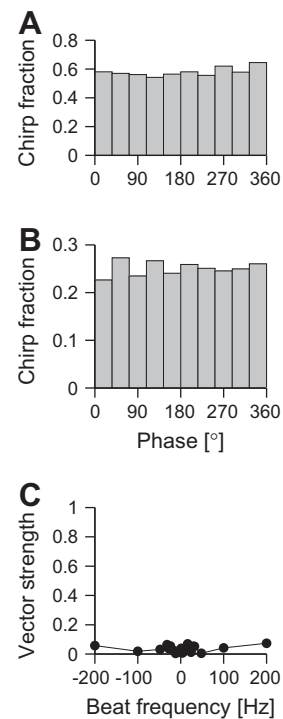 A
Chirp fraction
0.8
0.6
0.4
0.2
0
0 90 180 270 360
B
Chirp fraction
0.3
0.2
0.1
0
0 90 180 270 360
Phase [°]
C
Vector strength
1
0.8
0.6
0.4
0.2
0
-200 -100 0 100 200
Beat frequency [Hz]